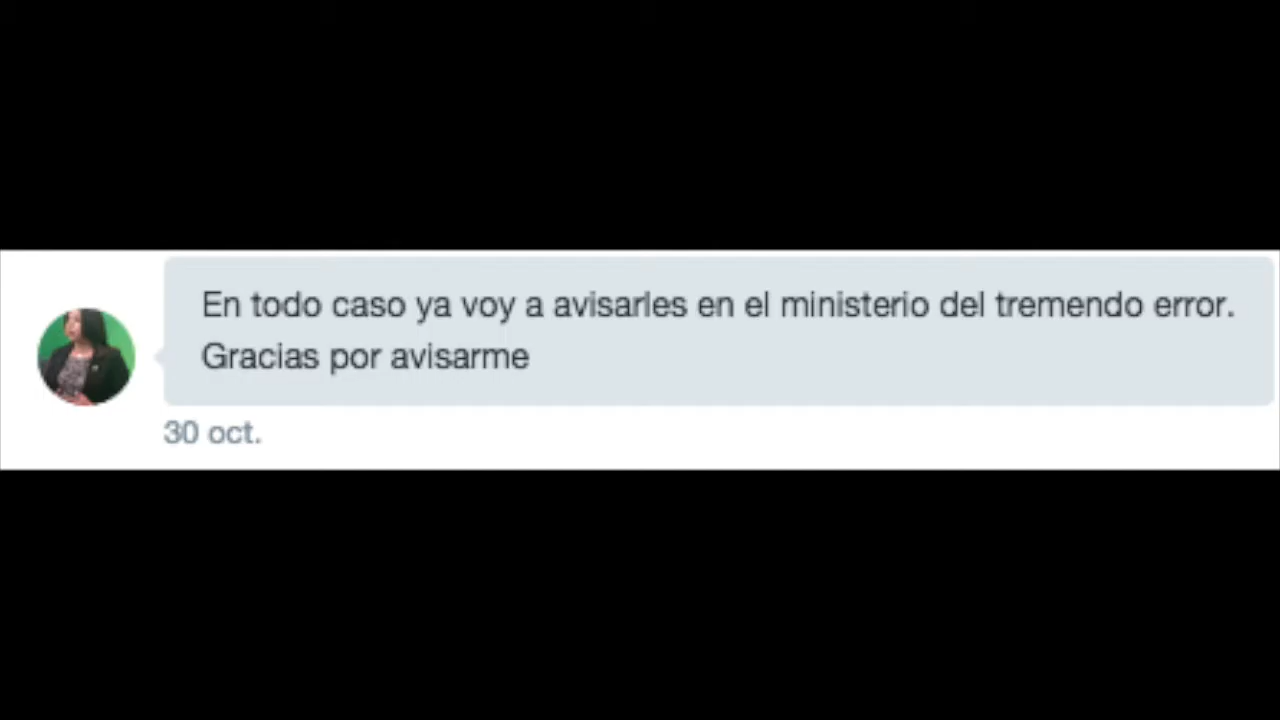 En todo caso ya voy a avisarles en el ministerio del tremendo error.
Gracias por avisarme
30 oct.